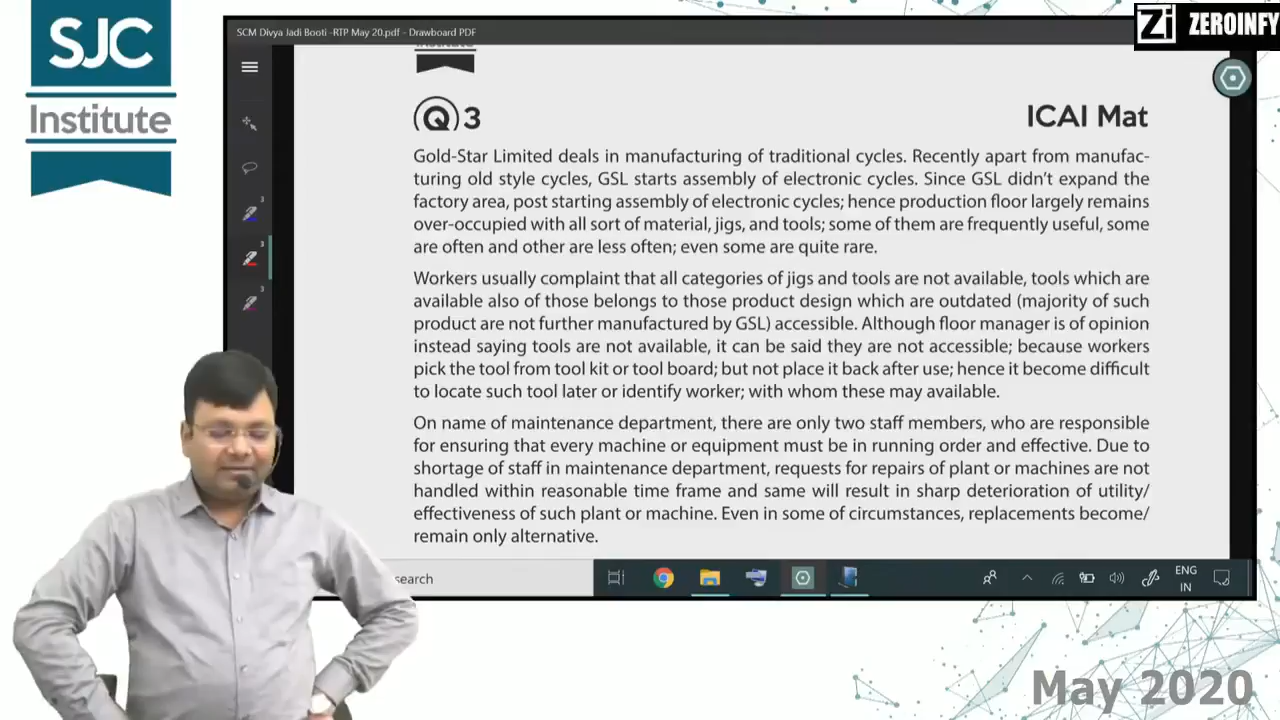 SJC
Institute
SCM Divya Jadi Booti -RTP May 20.pdf - Drawboard PDF
Zi ZEROINFY
Q 3
ICAI Mat
Gold-Star Limited deals in manufacturing of traditional cycles. Recently apart from manufac-
turing old style cycles, GSL starts assembly of electronic cycles. Since GSL didn't expand the
factory area, post starting assembly of electronic cycles; hence production floor largely remains
over-occupied with all sort of material, jigs, and tools; some of them are frequently useful, some
are often and other are less often; even some are quite rare.
Workers usually complaint that all categories of jigs and tools are not available, tools which are
available also of those belongs to those product design which are outdated (majority of such
product are not further manufactured by GSL) accessible. Although floor manager is of opinion
instead saying tools are not available, it can be said they are not accessible; because workers
pick the tool from tool kit or tool board; but not place it back after use; hence it become difficult
to locate such tool later or identify worker; with whom these may available.
On name of maintenance department, there are only two staff members, who are responsible
for ensuring that every machine or equipment must be in running order and effective. Due to
shortage of staff in maintenance department, requests for repairs of plant or machines are not
handled within reasonable time frame and same will result in sharp deterioration of utility/
effectiveness of such plant or machine. Even in some of circumstances, replacements become/
remain only alternative.
3
3
3
earch
ENG
IN
May 2020